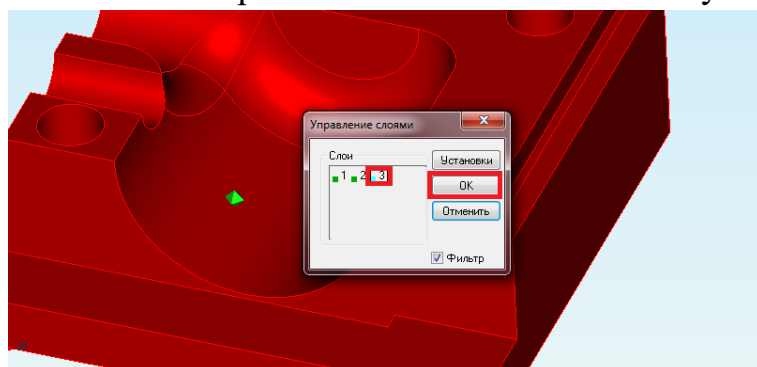 Управление слоями
Слои
Установки
1 2 3
OK
Отменить
Фильтр